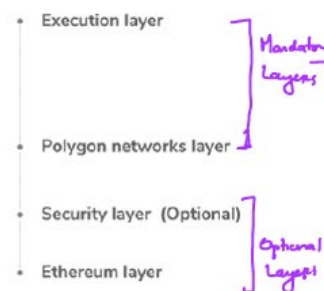 Execution layer
Mandatory
Layers
Polygon networks layer
Security layer (Optional)
Optional
Layers
Ethereum layer